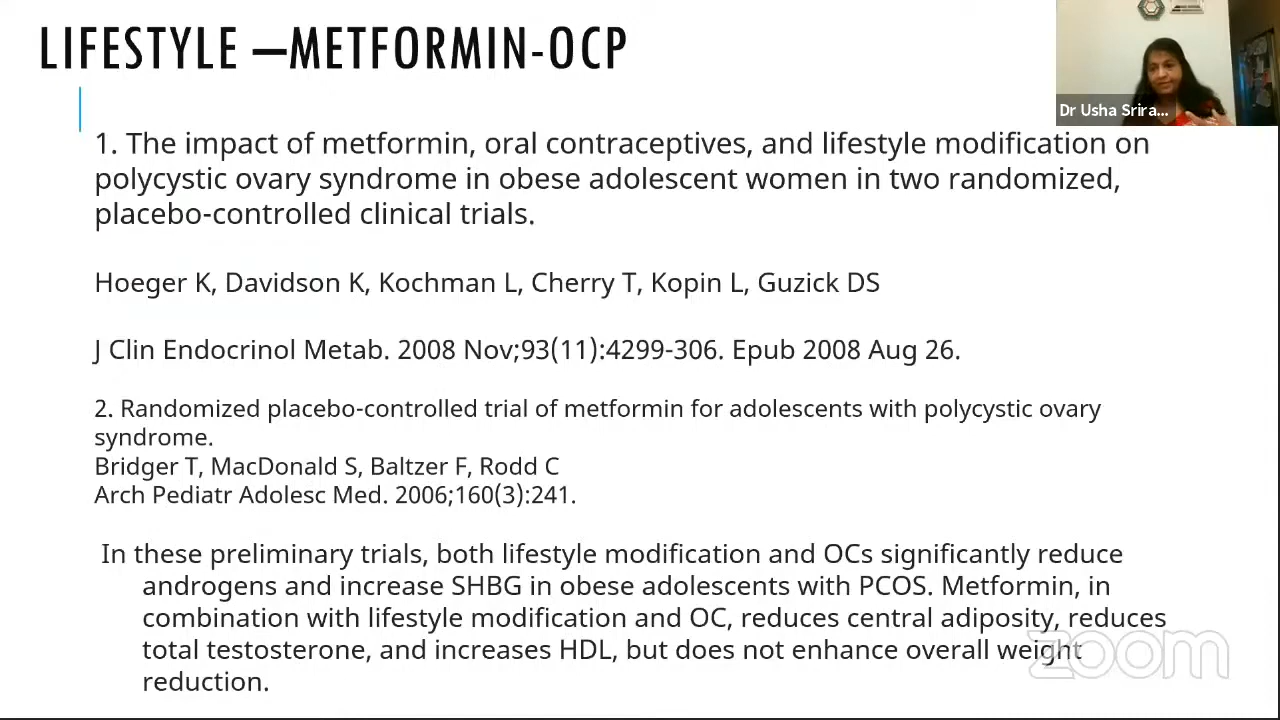 LIFESTYLE –METFORMIN-OCP
Dr Usha Srira...
1. The impact of metformin, oral contraceptives, and lifestyle modification on
polycystic ovary syndrome in obese adolescent women in two randomized,
placebo-controlled clinical trials.
Hoeger K, Davidson K, Kochman L, Cherry T, Kopin L, Guzick DS
J Clin Endocrinol Metab. 2008 Nov;93(11):4299-306. Epub 2008 Aug 26.
2. Randomized placebo-controlled trial of metformin for adolescents with polycystic ovary
syndrome.
Bridger T, MacDonald S, Baltzer F, Rodd C
Arch Pediatr Adolesc Med. 2006;160(3):241.
In these preliminary trials, both lifestyle modification and OCs significantly reduce
androgens and increase SHBG in obese adolescents with PCOS. Metformin, in
combination with lifestyle modification and OC, reduces central adiposity, reduces
total testosterone, and increases HDL, but does not enhance overall weight
reduction.
zoom